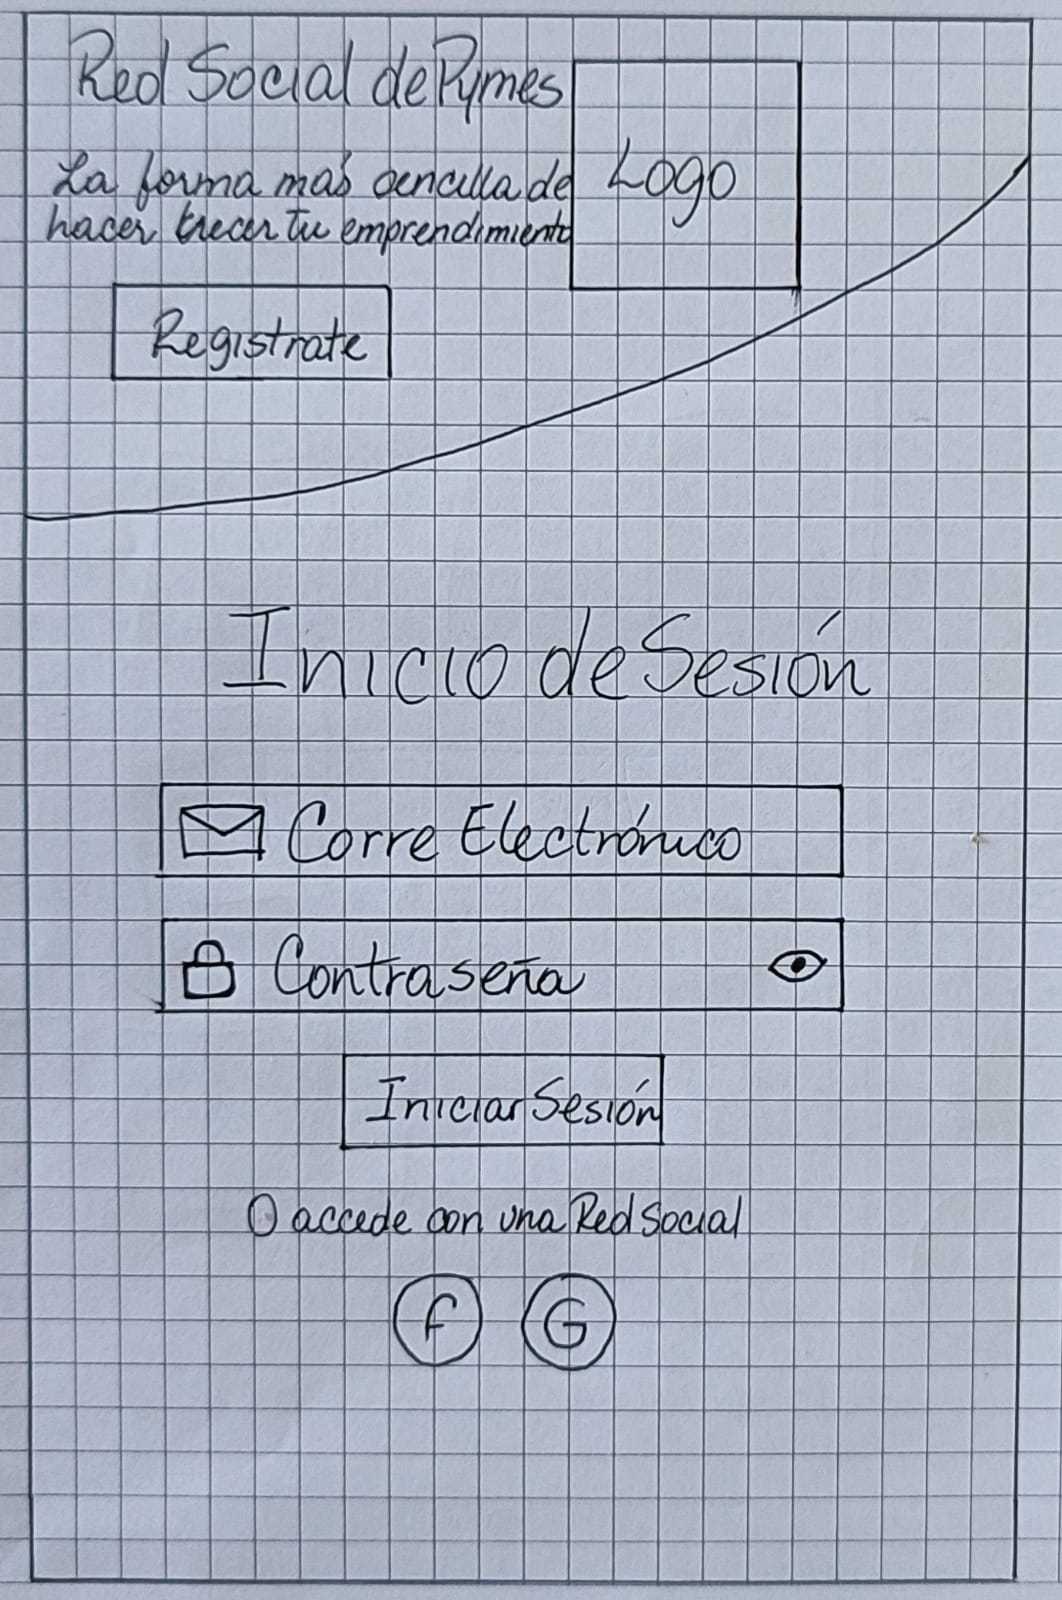 Red Social de Pymes
La forma más sencilla de
hacer crecer tu emprendimiento
Logo
Registrate
Inicio de Sesión
Corre Electrónico
Contraseña
Iniciar Sesión
O accede con una Red Social
F G